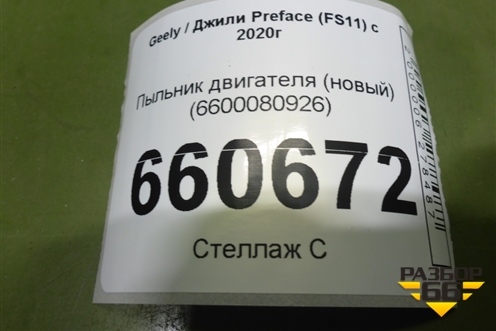 Geely / Джили Preface (FS11) с
2020г
Пыльник двигателя (новый)
(6600080926)
660672
Стеллаж С
РАЗБОР
66